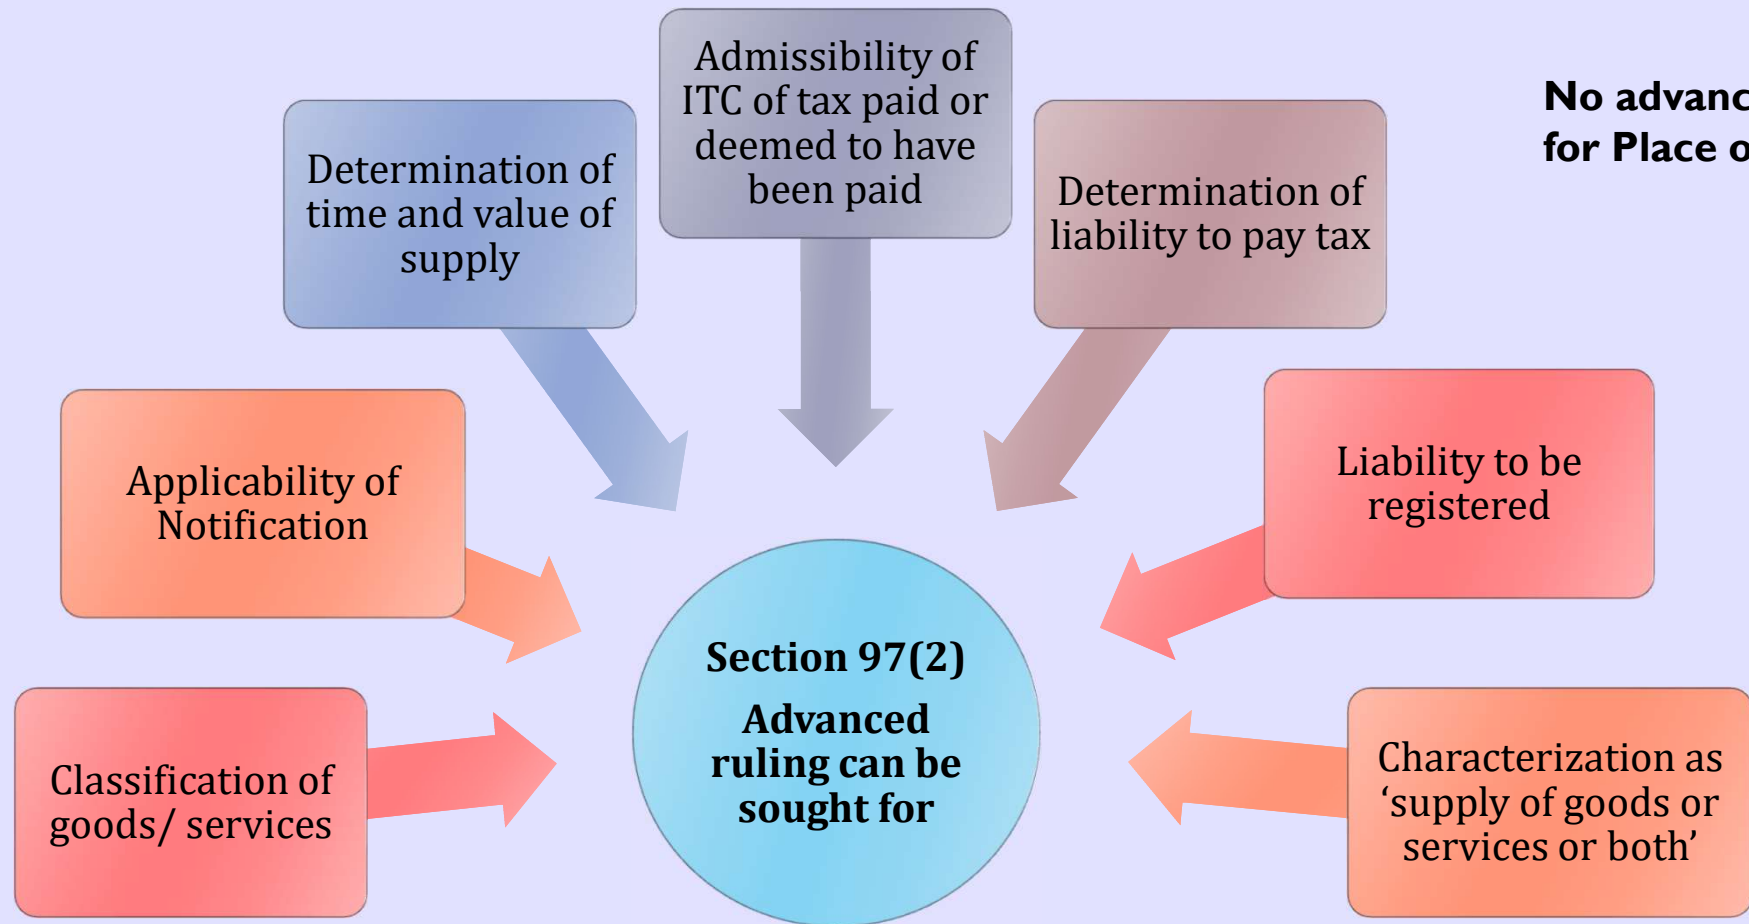 Admissibility of
ITC of tax paid or
deemed to have
been paid
No advanc
for Place o
Determination of
time and value of
supply
Determination of
liability to pay tax
Applicability of
Notification
Liability to be
registered
Section 97(2)
Advanced
ruling can be
sought for
Classification of
goods/ services
Characterization as
‘supply of goods or
services or both’